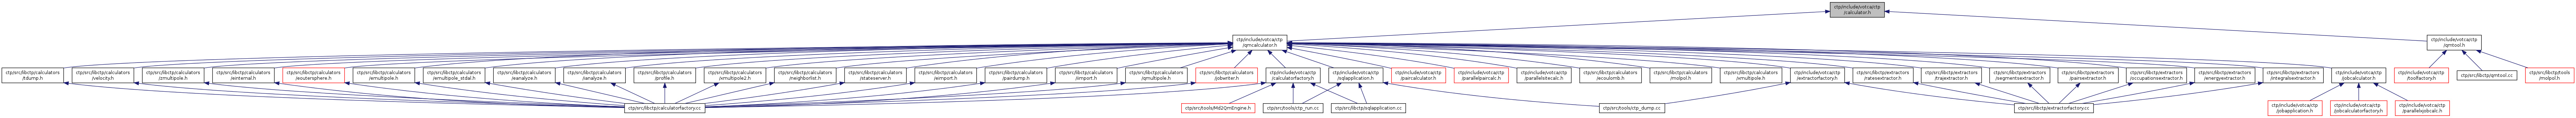 ctp/include/votca/ctp
/calculator.h
ctp/include/votca/ctp
/qmcalculator.h
ctp/include/votca/ctp
/qmtool.h
ctp/src/libctp/calculators
/tdump.h
ctp/src/libctp/calculators
/velocity.h
ctp/src/libctp/calculators
/zmultipole.h
ctp/src/libctp/calculators
/einternal.h
ctp/src/libctp/calculators
/eoutersphere.h
ctp/src/libctp/calculators
/emultipole.h
ctp/src/libctp/calculators
/emultipole_stdal.h
ctp/src/libctp/calculators
/eanalyze.h
ctp/src/libctp/calculators
/ianalyze.h
ctp/src/libctp/calculators
/profile.h
ctp/src/libctp/calculators
/emultipole2.h
ctp/src/libctp/calculators
/neighborlist.h
ctp/src/libctp/calculators
/stateserver.h
ctp/src/libctp/calculators
/eimport.h
ctp/src/libctp/calculators
/pairdump.h
ctp/src/libctp/calculators
/iimport.h
ctp/src/libctp/calculators
/qmultipole.h
ctp/src/libctp/calculators
/jobwriter.h
ctp/include/votca/ctp
/calculatorfactory.h
ctp/include/votca/ctp
/sqlapplication.h
ctp/include/votca/ctp
/paircalculator.h
ctp/include/votca/ctp
/parallelpaircalc.h
ctp/include/votca/ctp
/parallelsitecalc.h
ctp/src/libctp/calculators
/ecoulomb.h
ctp/src/libctp/calculators
/molpol.h
ctp/src/libctp/calculators
/xmultipole.h
ctp/include/votca/ctp
/extractorfactory.h
ctp/src/libctp/extractors
/ratesextractor.h
ctp/src/libctp/extractors
/trajextractor.h
ctp/src/libctp/extractors
/segmentsextractor.h
ctp/src/libctp/extractors
/pairsextractor.h
ctp/src/libctp/extractors
/occupationsextractor.h
ctp/src/libctp/extractors
/energyextractor.h
ctp/src/libctp/extractors
/integralsextractor.h
ctp/include/votca/ctp
/jobcalculator.h
ctp/include/votca/ctp
/toolfactory.h
ctp/src/libctp/qmtool.cc
ctp/src/libctp/tools
/molpol.h
ctp/src/libctp/calculatorfactory.cc
ctp/src/tools/Md2QmEngine.h
ctp/src/tools/ctp_run.cc
ctp/src/libctp/sqlapplication.cc
ctp/src/tools/ctp_dump.cc
ctp/src/libctp/extractorfactory.cc
ctp/include/votca/ctp
/jobapplication.h
ctp/include/votca/ctp
/jobcalculatorfactory.h
ctp/include/votca/ctp
/parallelxjobcalc.h